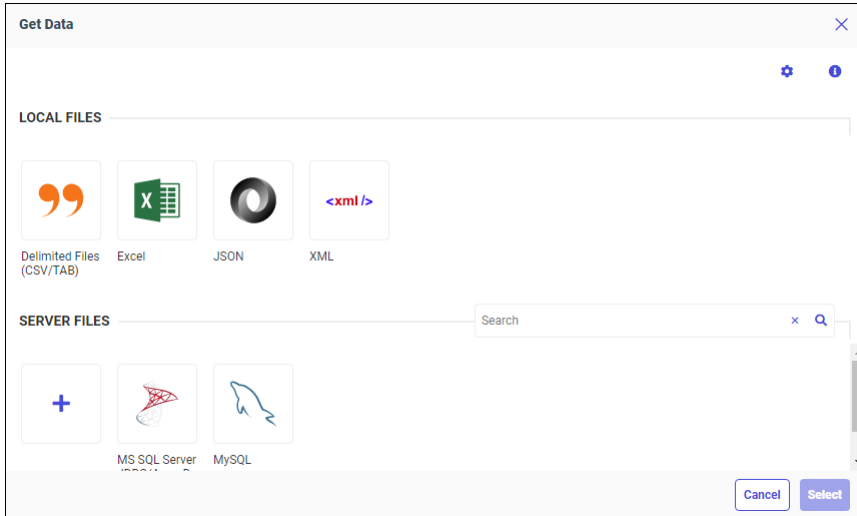 Get Data
LOCAL FILES
X
<xml />
Delimited Files
(CSV/TAB)
Excel
JSON
XML
SERVER FILES
Search
MS SQL Server
MySQL
Cancel
Select